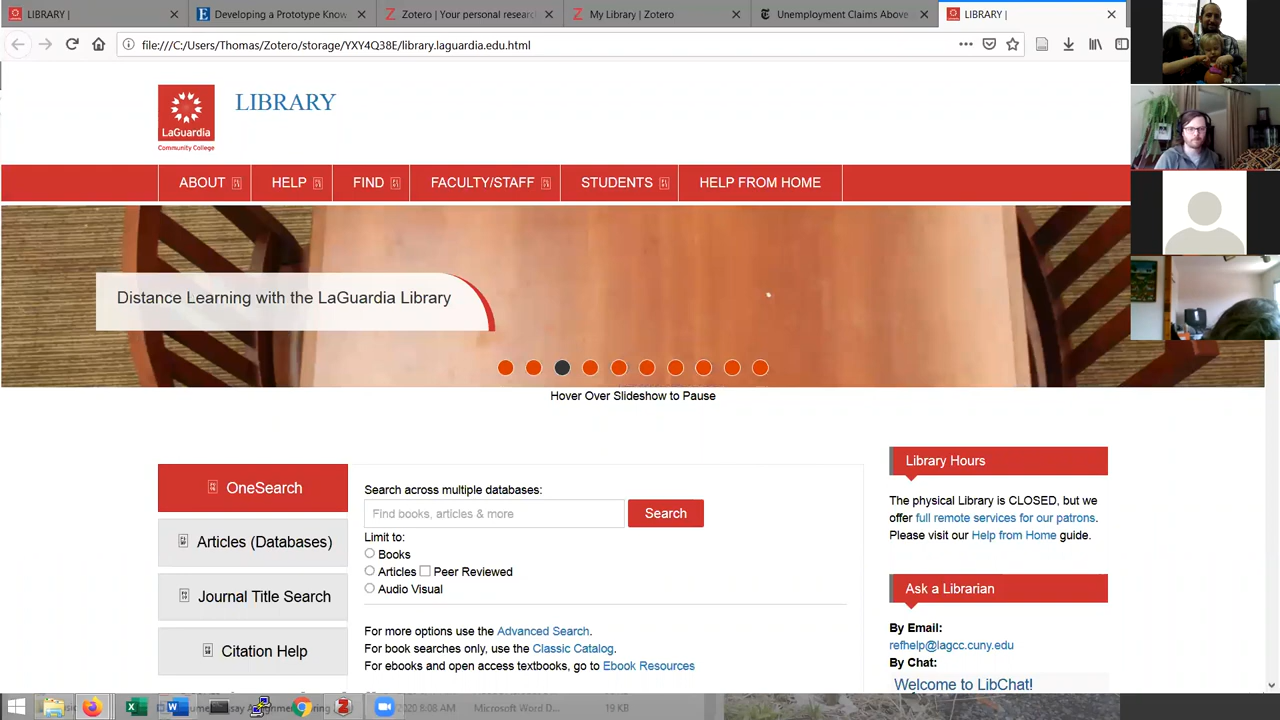 LIBRARY |
Developing a Prototype Know
Zotero | Your personal researc
My Library | Zotero
Unemployment Claims Above
LIBRARY |
file:///C:/Users/Thomas/Zotero/storage/YXY4Q38E/library.laguardia.edu.html
LaGuardia
Community College
LIBRARY
ABOUT
HELP
FIND
FACULTY/STAFF
STUDENTS
HELP FROM HOME
Distance Learning with the LaGuardia Library
Hover Over Slideshow to Pause
OneSearch
Articles (Databases)
Journal Title Search
Citation Help
Search across multiple databases:
Find books, articles & more
Search
Limit to:
Books
Articles Peer Reviewed
Audio Visual
For more options use the Advanced Search.
For book searches only, use the Classic Catalog.
For ebooks and open access textbooks, go to Ebook Resources
Library Hours
The physical Library is CLOSED, but we
offer full remote services for our patrons.
Please visit our Help from Home guide.
Ask a Librarian
By Email:
refhelp@lagcc.cuny.edu
By Chat:
Welcome to LibChat!
2020 8:08 AM
Microsoft Word D...
19 KB